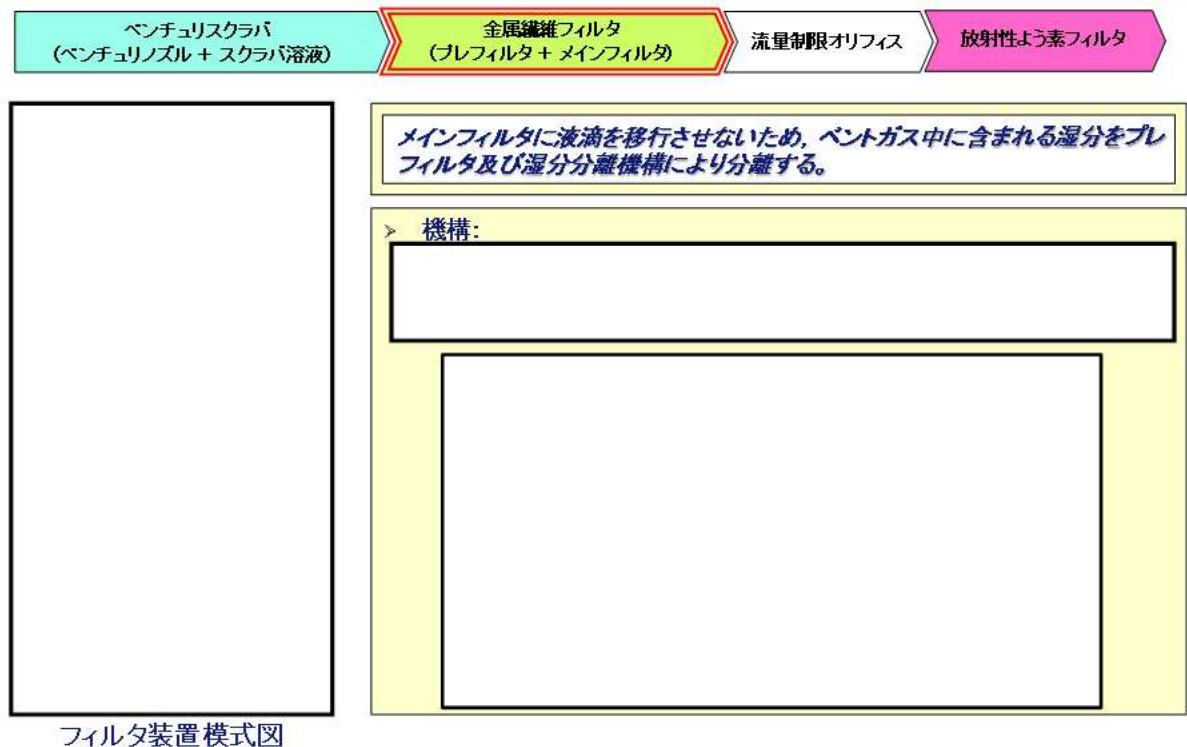 ベンチュリスクラバ
(ベンチュリノズル + スクラバ溶液)
金属繊維フィルタ
(プレフィルタ + メインフィルタ)
流量制限オリフィス
放射性よう素フィルタ
メインフィルタに液滴を移行させないため, ベントガス中に含まれる湿分をプレ
フィルタ及び湿分分離機構により分離する。
➢ 機構:
フィルタ装置模式図